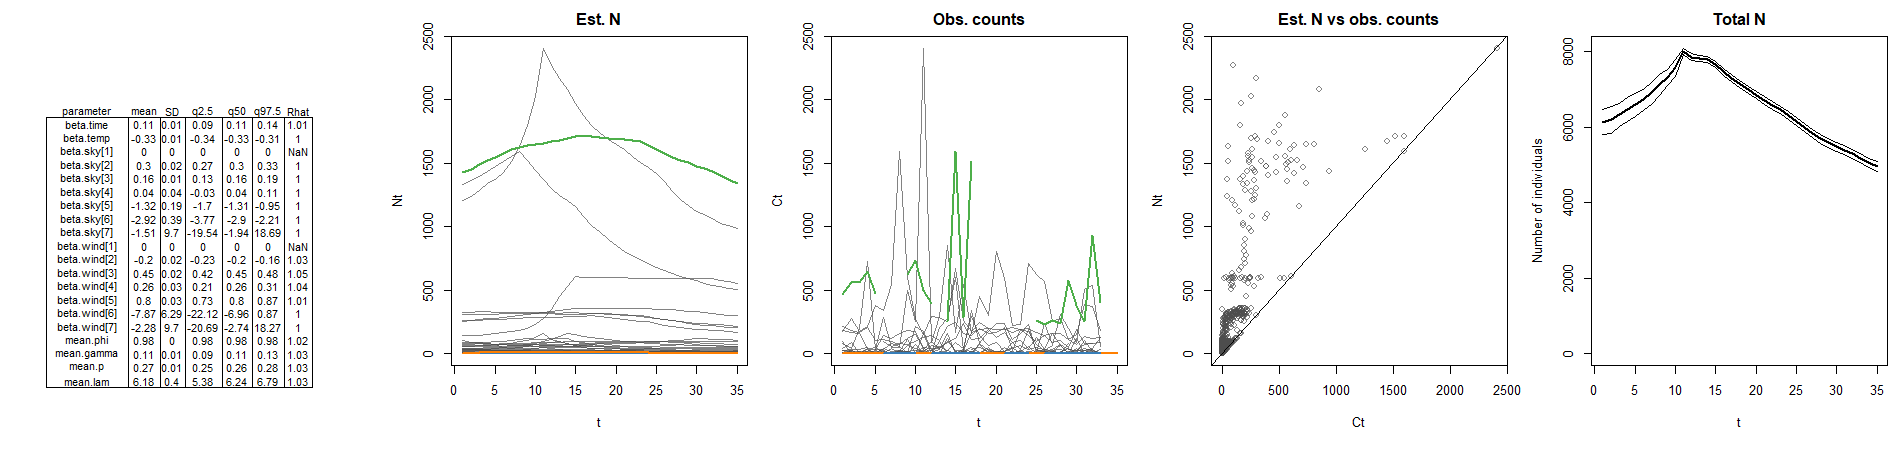 parameter mean SD q2.5 q50 q97.5 Rhat
beta.time 0.11 0.01 0.09 0.11 0.14 1.01
beta.temp -0.33 0.01 -0.34 -0.33 -0.31 1
beta.sky[1] 0 0 0 0 0 NaN
beta.sky[2] 0.3 0.02 0.27 0.3 0.33 1
beta.sky[3] 0.16 0.01 0.13 0.16 0.19 1
beta.sky[4] 0.04 0.04 -0.03 0.04 0.11 1
beta.sky[5] -1.32 0.19 -1.7 -1.31 -0.95 1
beta.sky[6] -2.92 0.39 -3.77 -2.9 -2.21 1
beta.sky[7] -1.51 9.7 -19.54 -1.94 18.69 1
beta.wind[1] 0 0 0 0 0 NaN
beta.wind[2] -0.2 0.02 -0.23 -0.2 -0.16 1.03
beta.wind[3] 0.45 0.02 0.42 0.45 0.48 1.05
beta.wind[4] 0.26 0.03 0.21 0.26 0.31 1.04
beta.wind[5] 0.8 0.03 0.73 0.8 0.87 1.01
beta.wind[6] -7.87 6.29 -22.12 -6.96 0.87 1
beta.wind[7] -2.28 9.7 -20.69 -2.74 18.27 1
mean.phi 0.98 0 0.98 0.98 0.98 1.02
mean.gamma 0.11 0.01 0.09 0.11 0.13 1.03
mean.p 0.27 0.01 0.25 0.26 0.28 1.03
mean.lam 6.18 0.4 5.38 6.24 6.79 1.03
Est. N
Nt
2500
2000
1500
1000
500
0
0 5 10 15 20 25 30 35
t
Obs. counts
Ct
2500
2000
1500
1000
500
0
0 5 10 15 20 25 30 35
t
Est. N vs obs. counts
Nt
2500
2000
1500
1000
500
0
0 500 1000 1500 2000 2500
Ct
Total N
Number of individuals
8000
6000
4000
2000
0
0 5 10 15 20 25 30 35
t